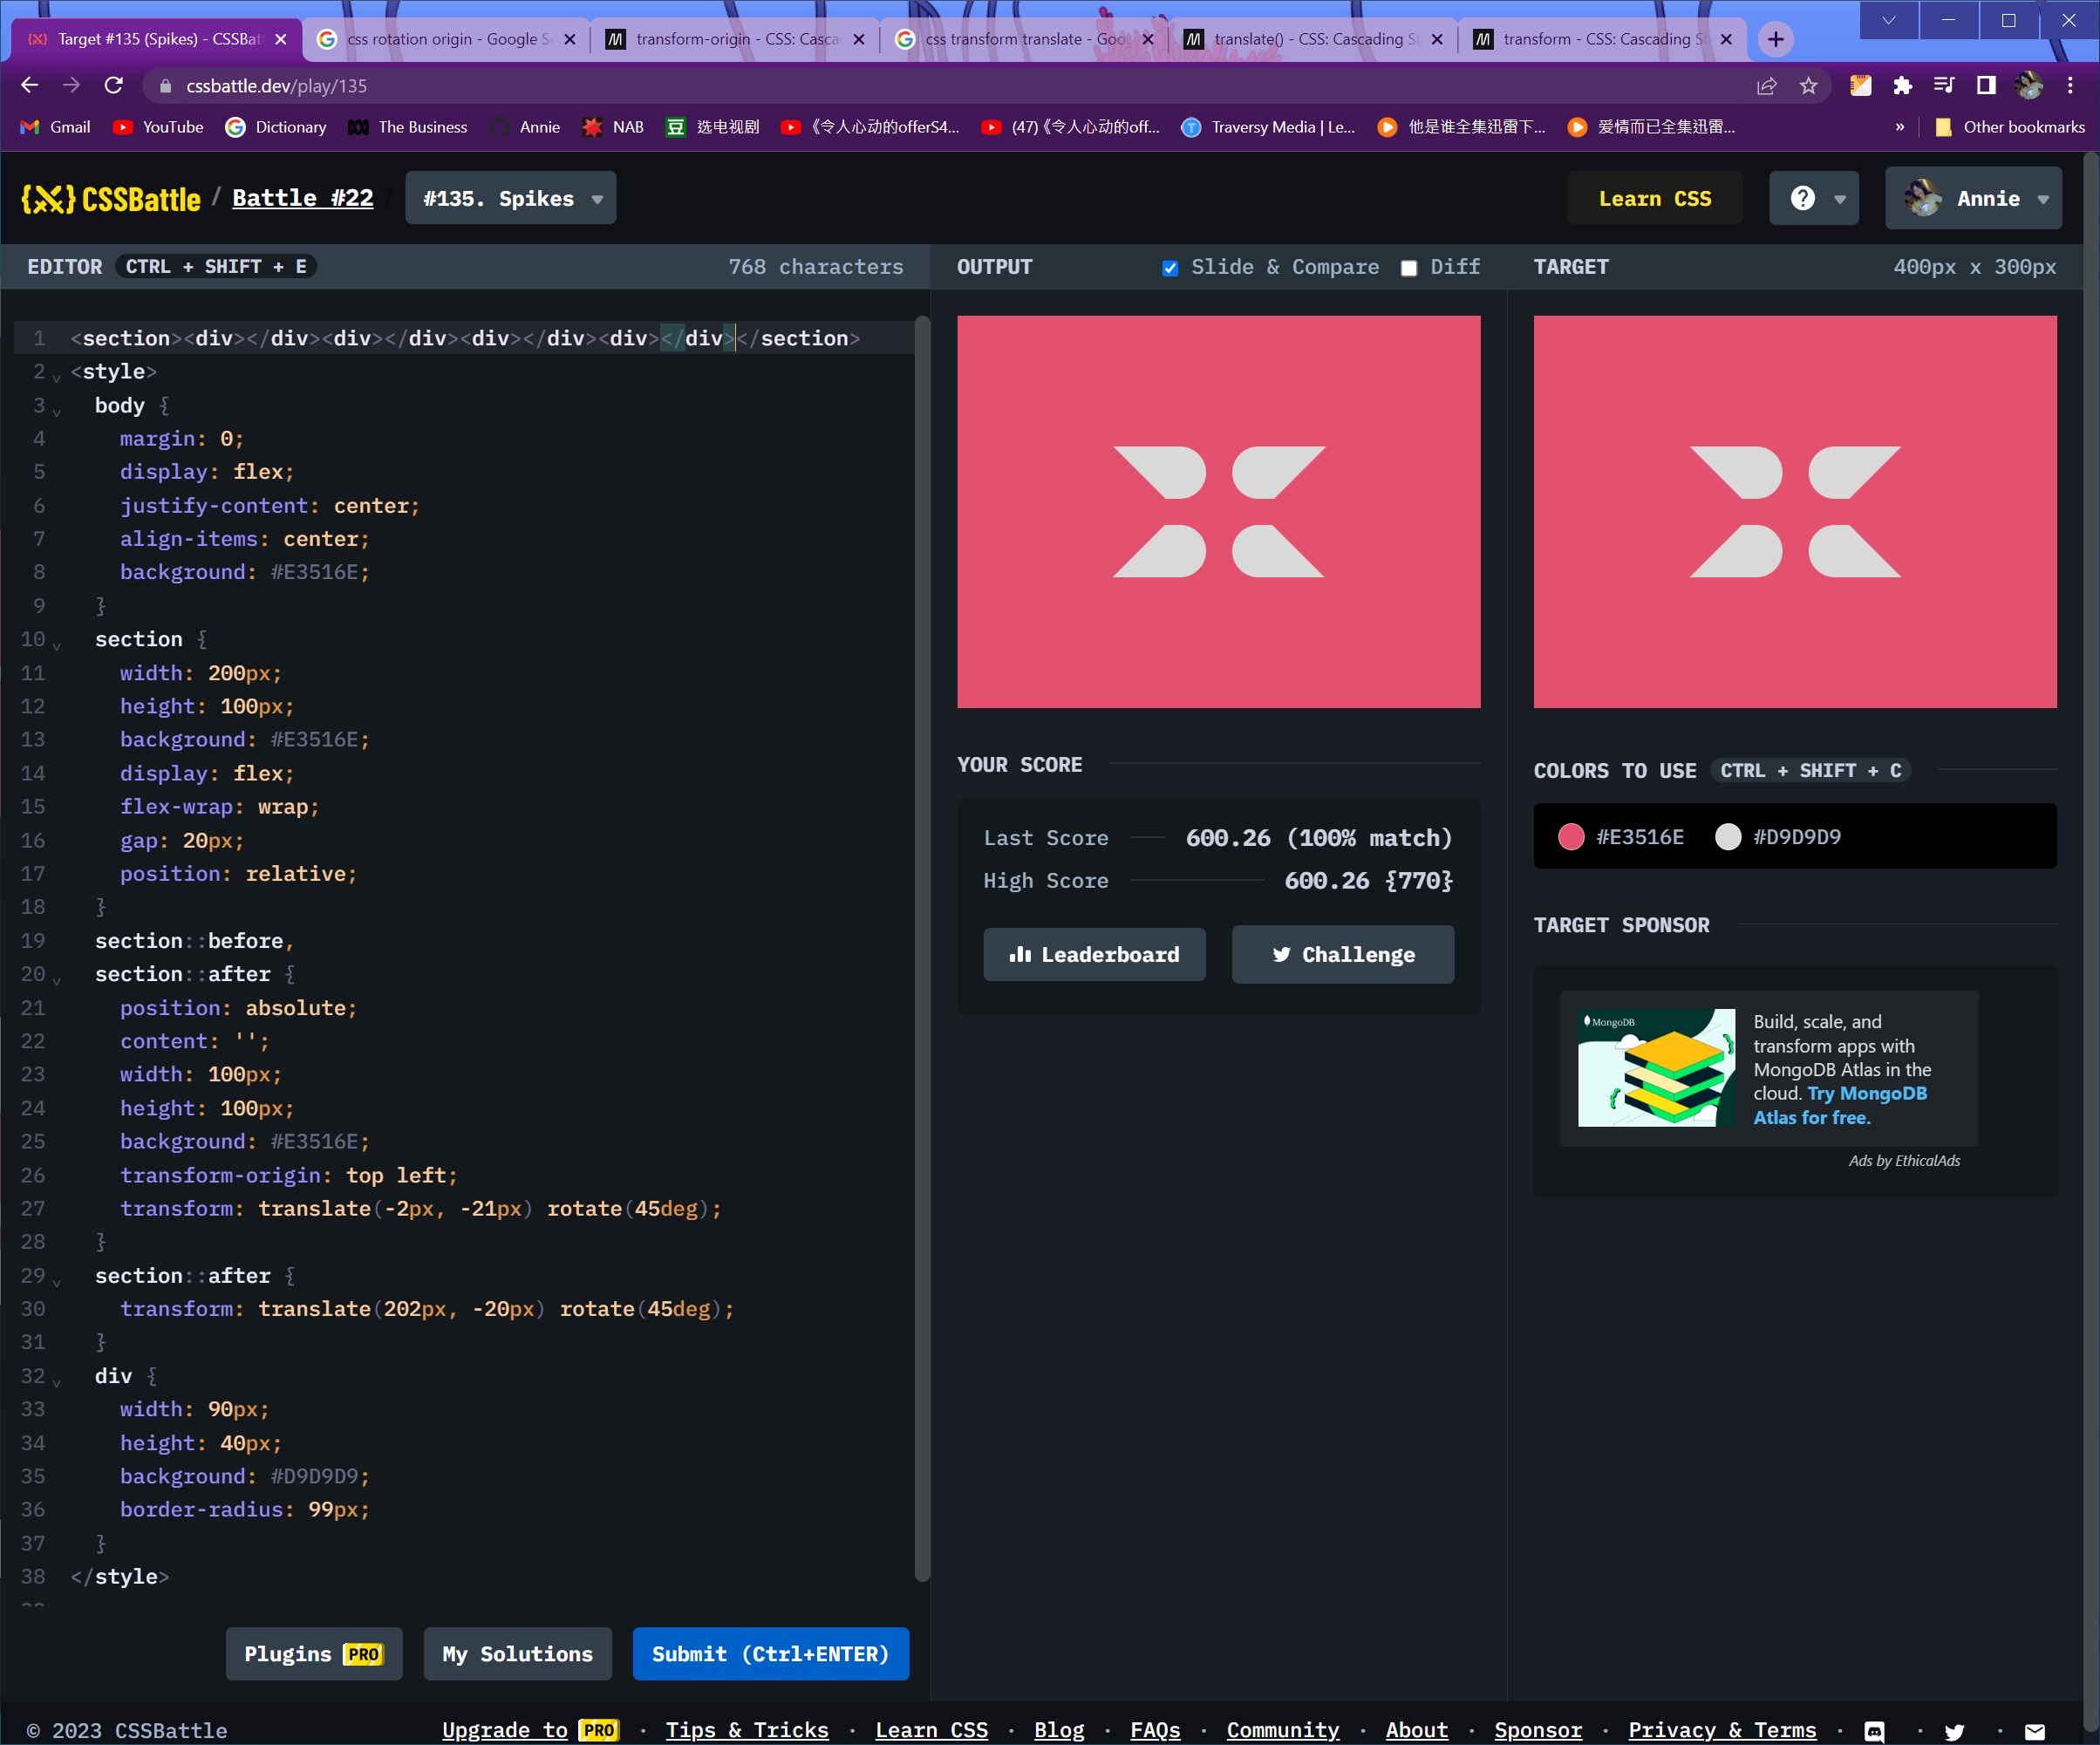 Target #135 (Spikes) - CSSBat
css rotation origin - Google S
transform-origin - CSS: Casca
css transform translate - Goo
translate() - CSS: Cascading St
transform - CSS: Cascading St
cssbattle.dev/play/135
Gmail
YouTube
Dictionary
The Business
Annie
NAB
选电视剧
《令人心动的offerS4...
(47)《令人心动的off...
Traversy Media | Le...
他是谁全集迅雷下...
爱情而已全集迅雷...
»
Other bookmarks
CSSBattle / Battle #22
#135. Spikes
Learn CSS
?
Annie
EDITOR CTRL + SHIFT + E
768 characters
OUTPUT
Slide & Compare
Diff
TARGET
400px x 300px
1 <section><div></div><div></div><div></div><div></div></section>
2 <style>
3 body {
4 margin: 0;
5 display: flex;
6 justify-content: center;
7 align-items: center;
8 background: #E3516E;
9 }
10 section {
11 width: 200px;
12 height: 100px;
13 background: #E3516E;
14 display: flex;
15 flex-wrap: wrap;
16 gap: 20px;
17 position: relative;
18 }
19 section::before,
20 section::after {
21 position: absolute;
22 content: '';
23 width: 100px;
24 height: 100px;
25 background: #E3516E;
26 transform-origin: top left;
27 transform: translate(-2px, -21px) rotate(45deg);
28 }
29 section::after {
30 transform: translate(202px, -20px) rotate(45deg);
31 }
32 div {
33 width: 90px;
34 height: 40px;
35 background: #D9D9D9;
36 border-radius: 99px;
37 }
38 </style>
Plugins PRO
My Solutions
Submit (Ctrl+ENTER)
YOUR SCORE
Last Score 600.26 (100% match)
High Score 600.26 {770}
Leaderboard
Challenge
COLORS TO USE CTRL + SHIFT + C
#E3516E #D9D9D9
TARGET SPONSOR
MongoDB.
Build, scale, and
transform apps with
MongoDB Atlas in the
cloud. Try MongoDB
Atlas for free.
Ads by EthicalAds
© 2023 CSSBattle
Upgrade to PRO · Tips & Tricks · Learn CSS · Blog · FAQs · Community · About · Sponsor · Privacy & Terms ·